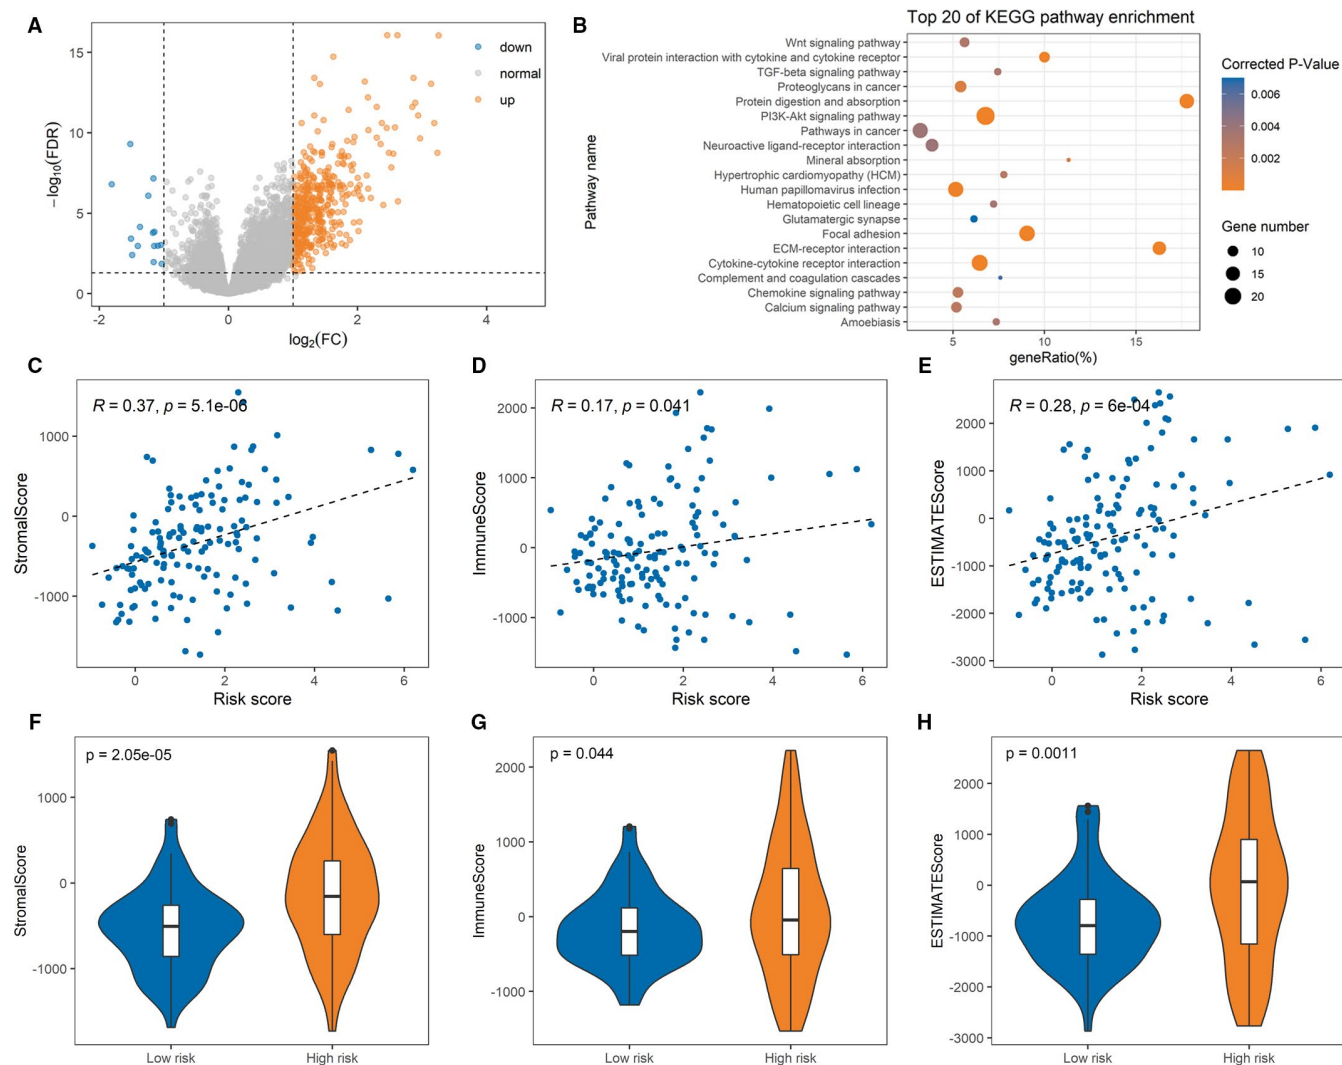 A
−log10(FDR)
15
10
5
0
-2
0
2
4
log2(FC)
down
normal
up
B
Top 20 of KEGG pathway enrichment
Pathway name
Wnt signaling pathway
Viral protein interaction with cytokine and cytokine receptor
TGF-beta signaling pathway
Proteoglycans in cancer
Protein digestion and absorption
PI3K-Akt signaling pathway
Pathways in cancer
Neuroactive ligand-receptor interaction
Mineral absorption
Hypertrophic cardiomyopathy (HCM)
Human papillomavirus infection
Hematopoietic cell lineage
Glutamatergic synapse
Focal adhesion
ECM-receptor interaction
Cytokine-cytokine receptor interaction
Complement and coagulation cascades
Chemokine signaling pathway
Calcium signaling pathway
Amoebiasis
5
10
15
geneRatio(%)
Corrected P-Value
0.006
0.004
0.002
Gene number
10
15
20
C
R = 0.37, p = 5.1e-06
StromalScore
1000
0
-1000
0
2
4
6
Risk score
D
R = 0.17, p = 0.041
ImmuneScore
2000
1000
0
-1000
0
2
4
6
Risk score
E
R = 0.28, p = 6e-04
ESTIMATEScore
2000
1000
0
-1000
-2000
-3000
0
2
4
6
Risk score
F
p = 2.05e-05
StromalScore
1000
0
-1000
Low risk
High risk
G
p = 0.044
ImmuneScore
2000
1000
0
-1000
Low risk
High risk
H
p = 0.0011
ESTIMATEScore
2000
1000
0
-1000
-2000
-3000
Low risk
High risk